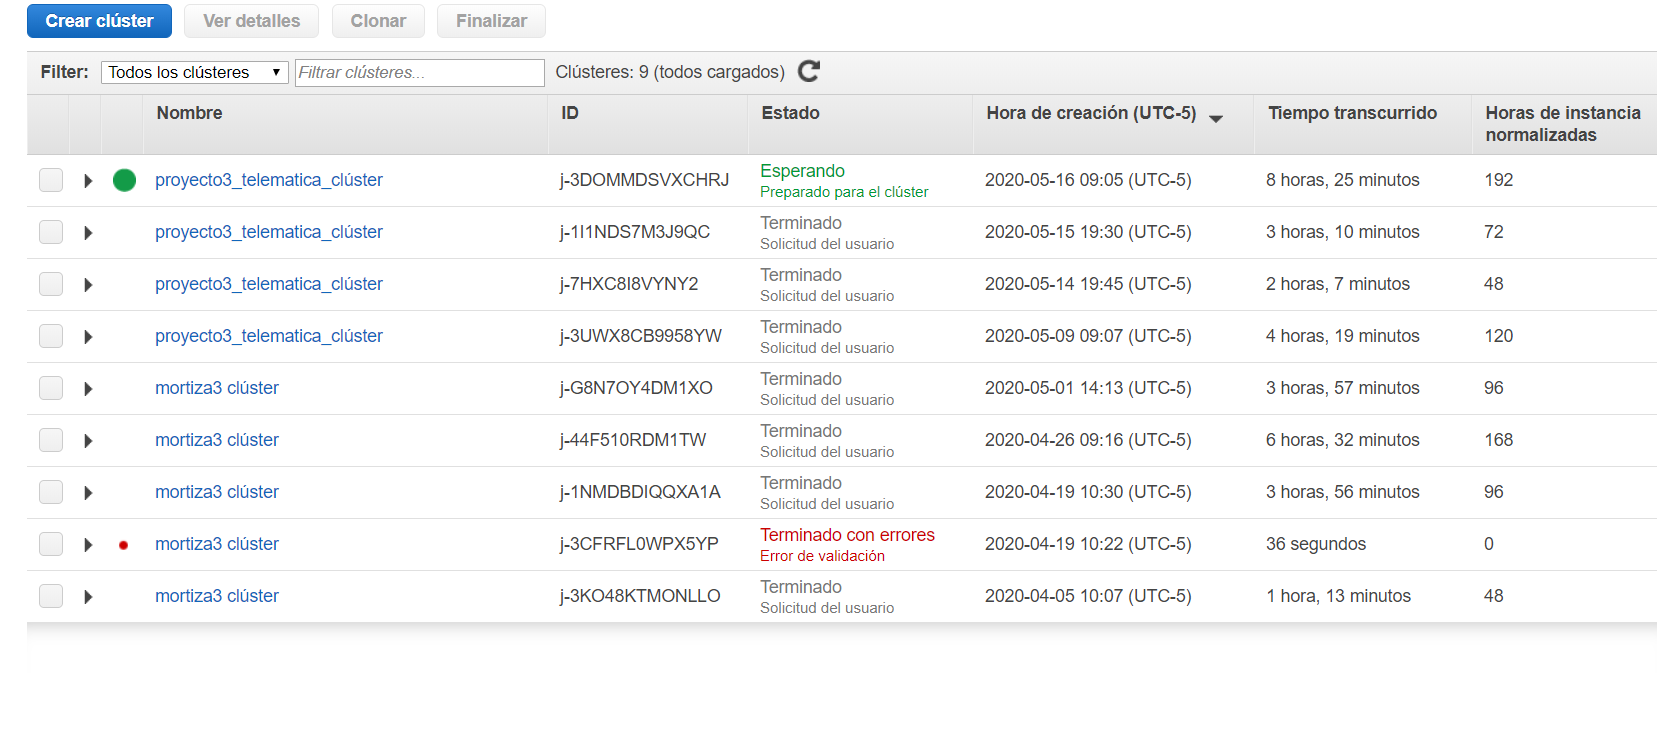 Crear clúster Ver detalles Clonar Finalizar
Filter: Todos los clústeres Filtrar clústeres... Clústeres: 9 (todos cargados)
Nombre ID Estado Hora de creación (UTC-5) Tiempo transcurrido Horas de instancia
normalizadas
proyecto3_telematica_clúster j-3DOMMDSVXCHRJ Esperando 2020-05-16 09:05 (UTC-5) 8 horas, 25 minutos 192
Preparado para el clúster
proyecto3_telematica_clúster j-1I1NDS7M3J9QC Terminado 2020-05-15 19:30 (UTC-5) 3 horas, 10 minutos 72
Solicitud del usuario
proyecto3_telematica_clúster j-7HXC8I8VYNY2 Terminado 2020-05-14 19:45 (UTC-5) 2 horas, 7 minutos 48
Solicitud del usuario
proyecto3_telematica_clúster j-3UWX8CB9958YW Terminado 2020-05-09 09:07 (UTC-5) 4 horas, 19 minutos 120
Solicitud del usuario
mortiza3 clúster j-G8N7OY4DM1XO Terminado 2020-05-01 14:13 (UTC-5) 3 horas, 57 minutos 96
Solicitud del usuario
mortiza3 clúster j-44F510RDM1TW Terminado 2020-04-26 09:16 (UTC-5) 6 horas, 32 minutos 168
Solicitud del usuario
mortiza3 clúster j-1NMDBDIQQXA1A Terminado 2020-04-19 10:30 (UTC-5) 3 horas, 56 minutos 96
Solicitud del usuario
mortiza3 clúster j-3CFRFL0WPX5YP Terminado con errores 2020-04-19 10:22 (UTC-5) 36 segundos 0
Error de validación
mortiza3 clúster j-3KO48KTMONLLO Terminado 2020-04-05 10:07 (UTC-5) 1 hora, 13 minutos 48
Solicitud del usuario